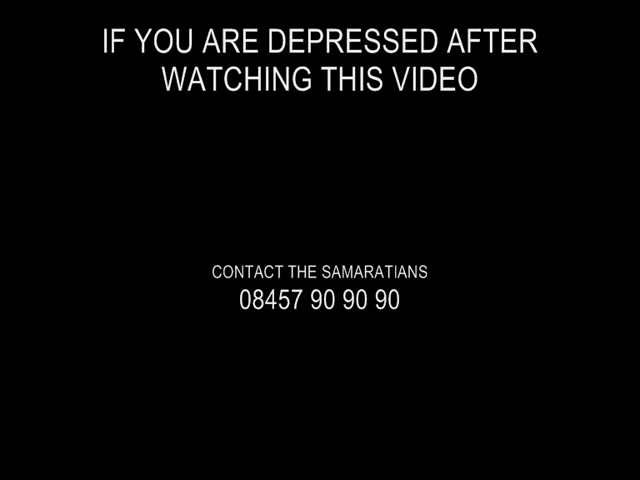 IF YOU ARE DEPRESSED AFTER
WATCHING THIS VIDEO
CONTACT THE SAMARATIANS
08457 90 90 90